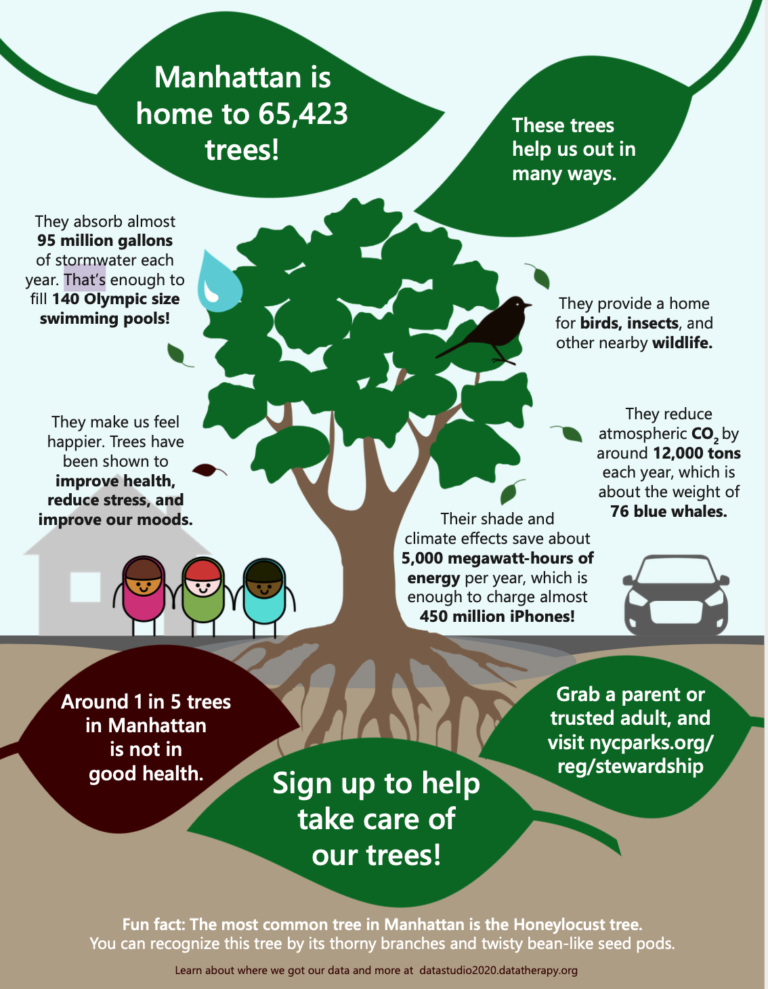 Manhattan is
home to 65,423
trees!
These trees
help us out in
many ways.
They absorb almost
95 million gallons
of stormwater each
year. That's enough to
fill 140 Olympic size
swimming pools!
They provide a home
for birds, insects, and
other nearby wildlife.
They make us feel
happier. Trees have
been shown to
improve health,
reduce stress, and
improve our moods.
They reduce
atmospheric CO₂ by
around 12,000 tons
each year, which is
about the weight of
76 blue whales.
Their shade and
climate effects save about
5,000 megawatt-hours of
energy per year, which is
enough to charge almost
450 million iPhones!
Around 1 in 5 trees
in Manhattan
is not in
good health.
Grab a parent or
trusted adult, and
visit nycparks.org/
reg/stewardship
Sign up to help
take care of
our trees!
Fun fact: The most common tree in Manhattan is the Honeylocust tree.
You can recognize this tree by its thorny branches and twisty bean-like seed pods.
Learn about where we got our data and more at datastudio2020.datatherapy.org